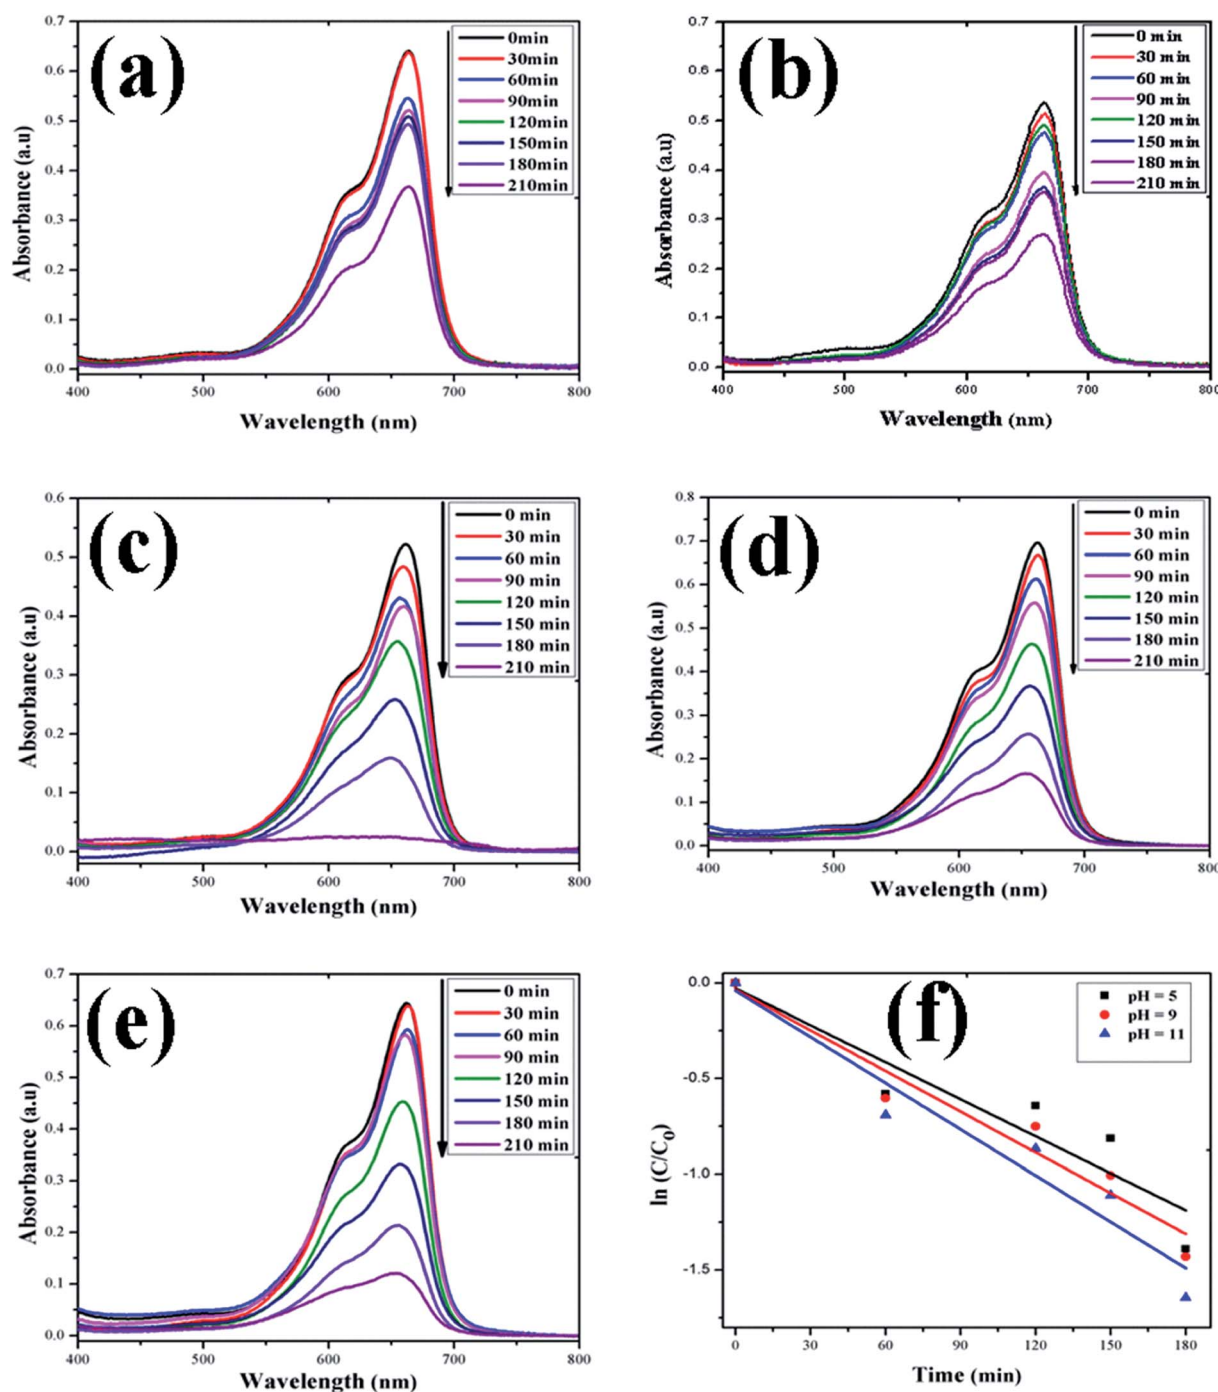 (a)
Absorbance (a.u)
0.7
0.6
0.5
0.4
0.3
0.2
0.1
0.0
400 500 600 700 800
Wavelength (nm)
0min
30min
60min
90min
120min
150min
180min
210min
(b)
Absorbance (a.u)
0.7
0.6
0.5
0.4
0.3
0.2
0.1
0.0
400 500 600 700 800
Wavelength (nm)
0 min
30 min
60 min
90 min
120 min
150 min
180 min
210 min
(c)
Absorbance (a.u)
0.6
0.5
0.4
0.3
0.2
0.1
0.0
400 500 600 700 800
Wavelength (nm)
0 min
30 min
60 min
90 min
120 min
150 min
180 min
210 min
(d)
Absorbance (a.u)
0.8
0.7
0.6
0.5
0.4
0.3
0.2
0.1
0.0
400 500 600 700 800
Wavelength (nm)
0 min
30 min
60 min
90 min
120 min
150 min
180 min
210 min
(e)
Absorbance (a.u)
0.7
0.6
0.5
0.4
0.3
0.2
0.1
0.0
400 500 600 700 800
Wavelength (nm)
0 min
30 min
60 min
90 min
120 min
150 min
180 min
210 min
(f)
ln (C/C₀)
0.0
-0.5
-1.0
-1.5
0 30 60 90 120 150 180
Time (min)
pH = 5
pH = 9
pH = 11